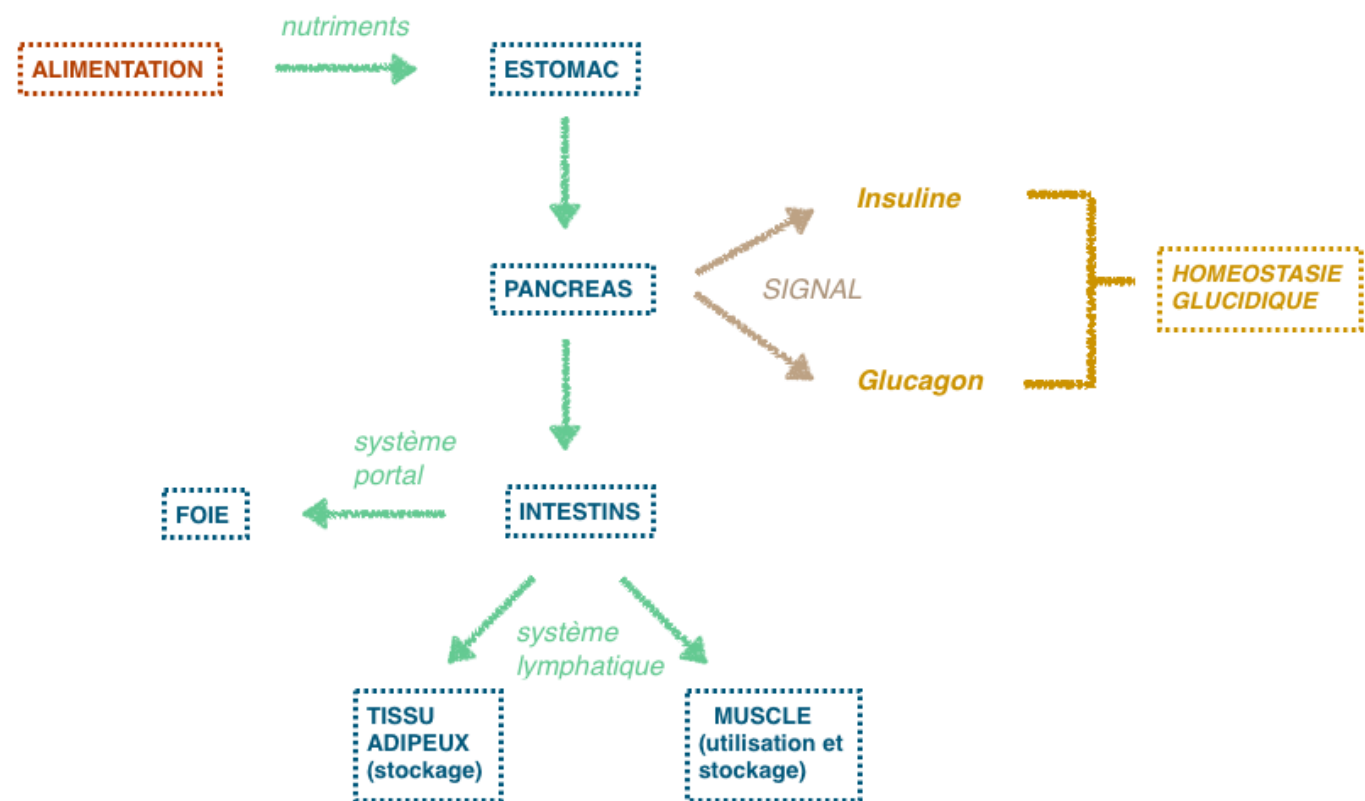 nutriments
ALIMENTATION
ESTOMAC
Insuline
PANCREAS
SIGNAL
HOMEOSTASIE
GLUCIDIQUE
Glucagon
système
portal
FOIE
INTESTINS
système
lymphatique
TISSU
ADIPEUX
(stockage)
MUSCLE
(utilisation et
stockage)